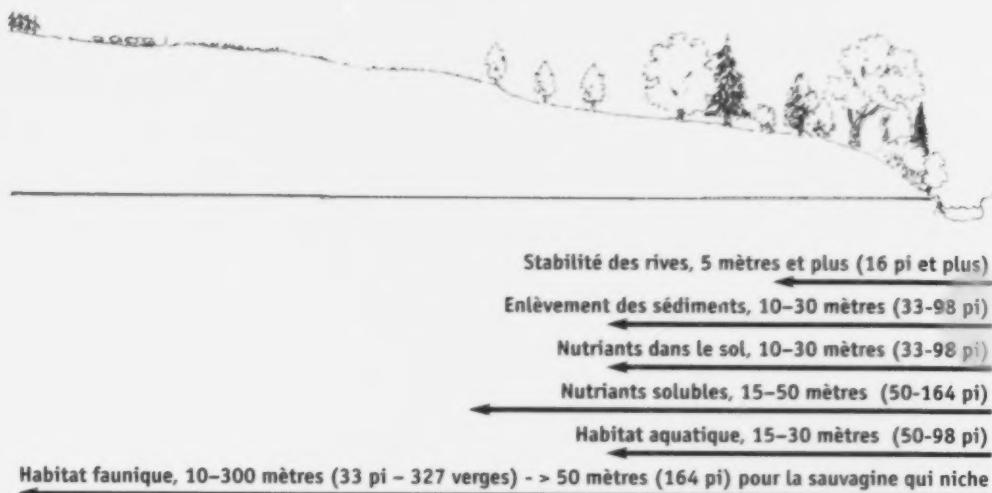 Stabilité des rives, 5 mètres et plus (16 pi et plus)
Enlèvement des sédiments, 10–30 mètres (33-98 pi)
Nutriants dans le sol, 10–30 mètres (33-98 pi)
Nutriants solubles, 15–50 mètres (50-164 pi)
Habitat aquatique, 15–30 mètres (50-98 pi)
Habitat faunique, 10–300 mètres (33 pi – 327 verges) - > 50 mètres (164 pi) pour la sauvagine qui niche